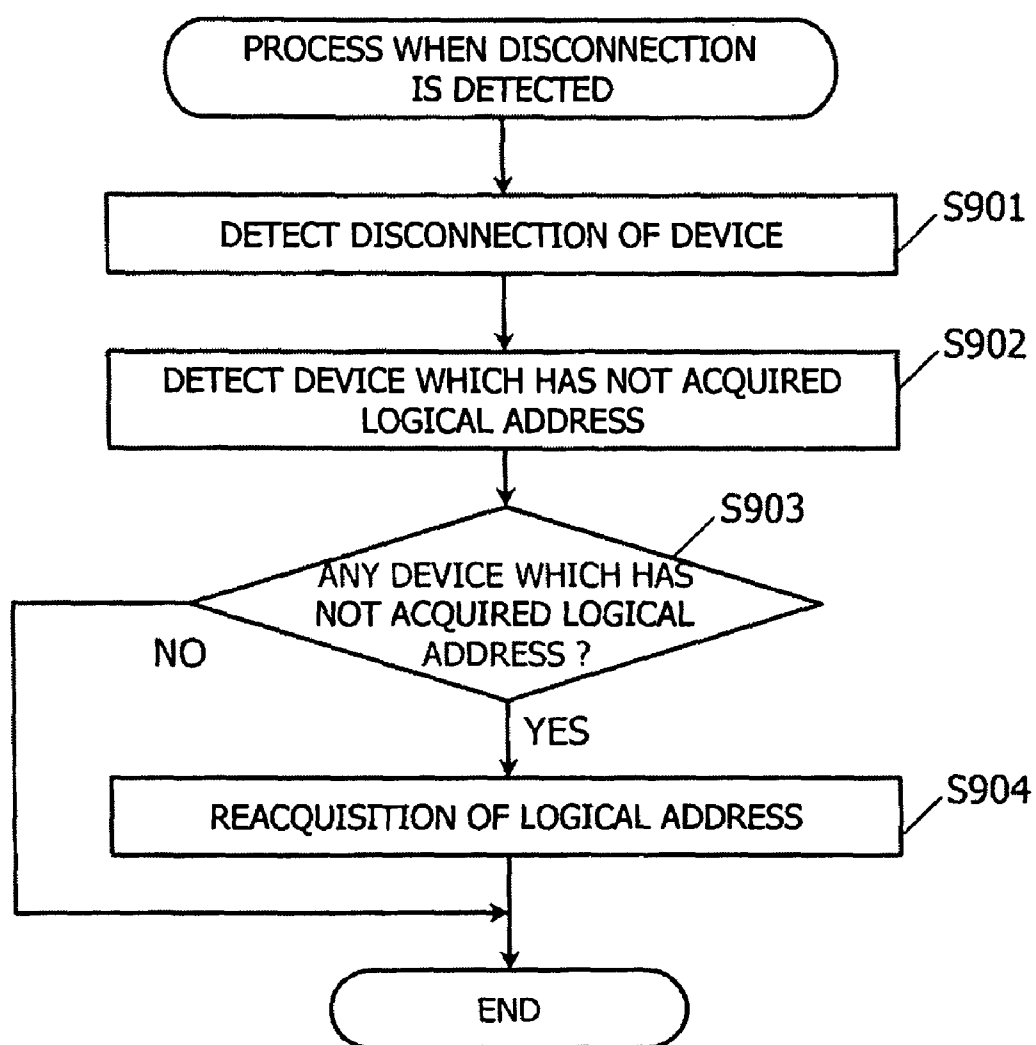 PROCESS WHEN DISCONNECTION
IS DETECTED
DETECT DISCONNECTION OF DEVICE
S901
DETECT DEVICE WHICH HAS NOT ACQUIRED
LOGICAL ADDRESS
S902
ANY DEVICE WHICH HAS
NOT ACQUIRED LOGICAL
ADDRESS ?
S903
NO
YES
REACQUISITION OF LOGICAL ADDRESS
S904
END